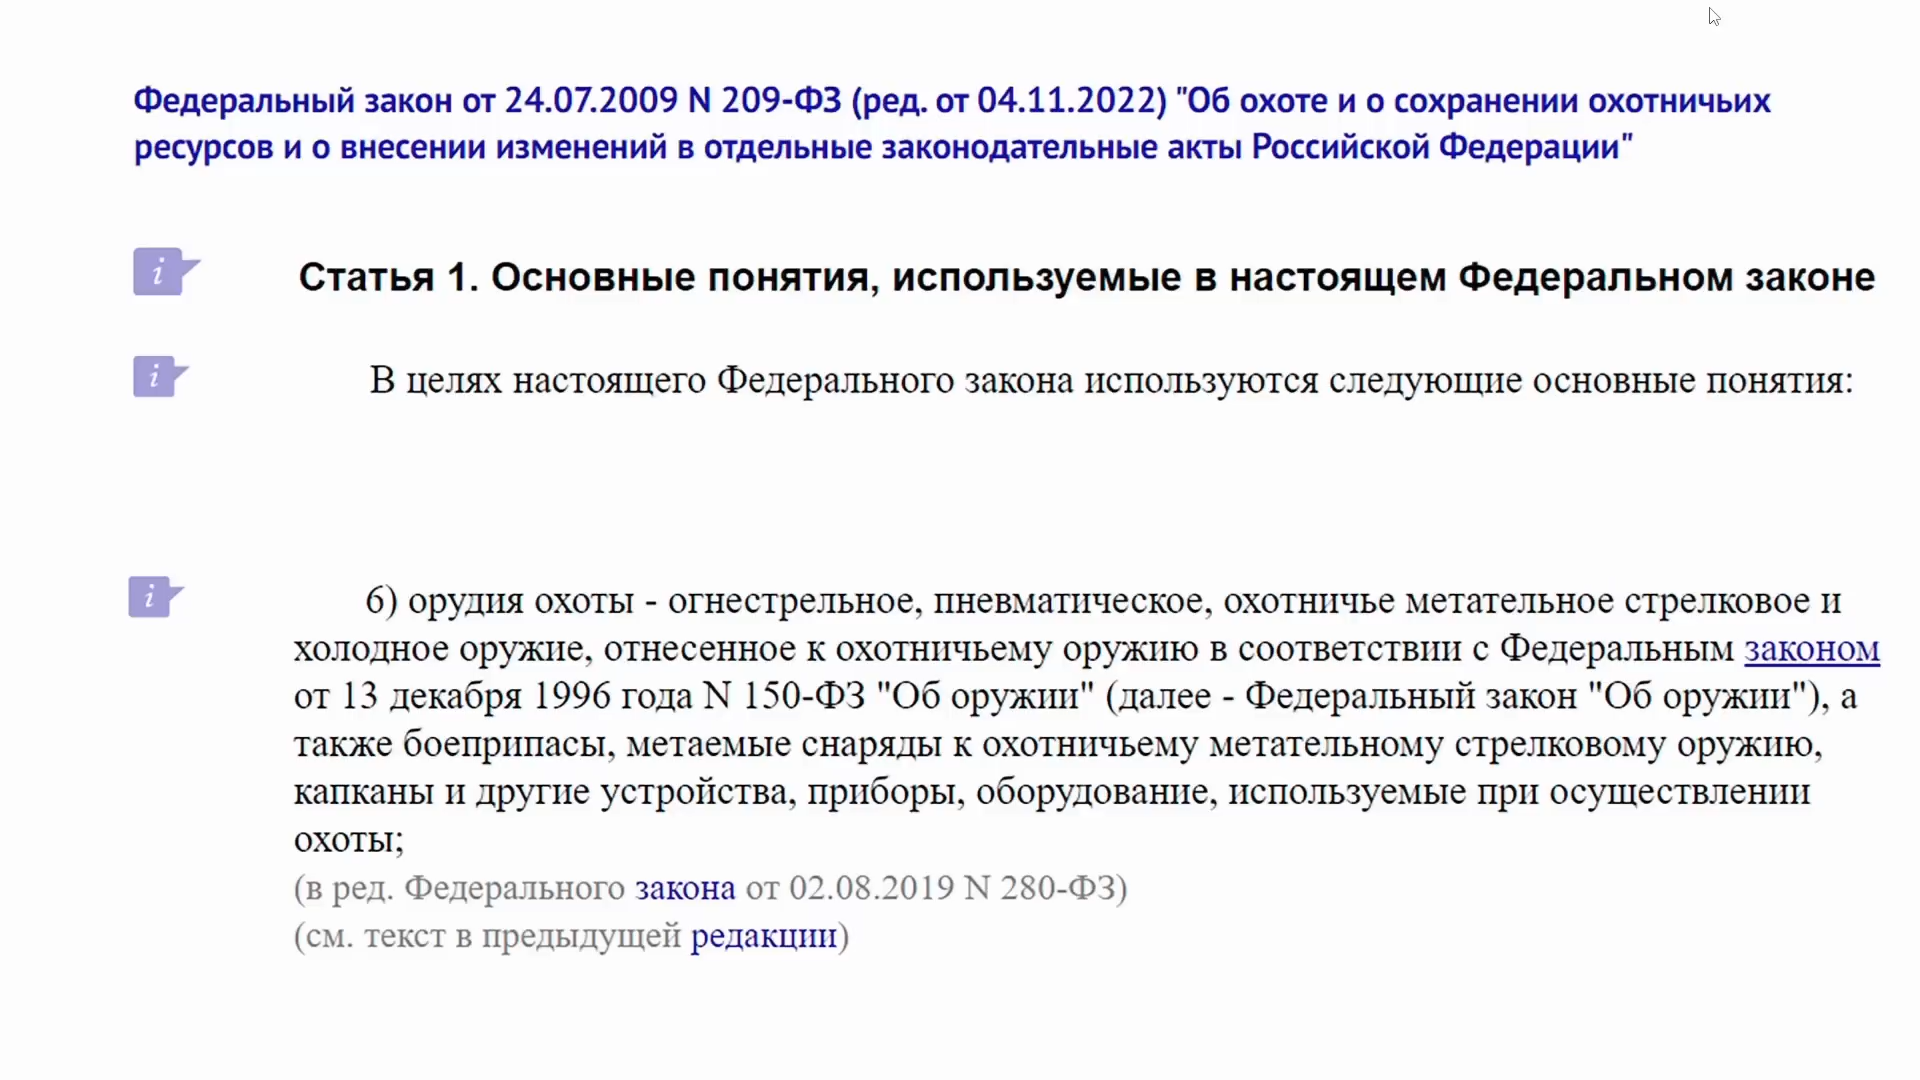 Федеральный закон от 24.07.2009 N 209-ФЗ (ред. от 04.11.2022) "Об охоте и о сохранении охотничьих
ресурсов и о внесении изменений в отдельные законодательные акты Российской Федерации"
i Статья 1. Основные понятия, используемые в настоящем Федеральном законе
i В целях настоящего Федерального закона используются следующие основные понятия:
i 6) орудия охоты - огнестрельное, пневматическое, охотничье метательное стрелковое и
холодное оружие, отнесенное к охотничьему оружию в соответствии с Федеральным законом
от 13 декабря 1996 года N 150-ФЗ "Об оружии" (далее - Федеральный закон "Об оружии"), а
также боеприпасы, метаемые снаряды к охотничьему метательному стрелковому оружию,
капканы и другие устройства, приборы, оборудование, используемые при осуществлении
охоты;
(в ред. Федерального закона от 02.08.2019 N 280-ФЗ)
(см. текст в предыдущей редакции)